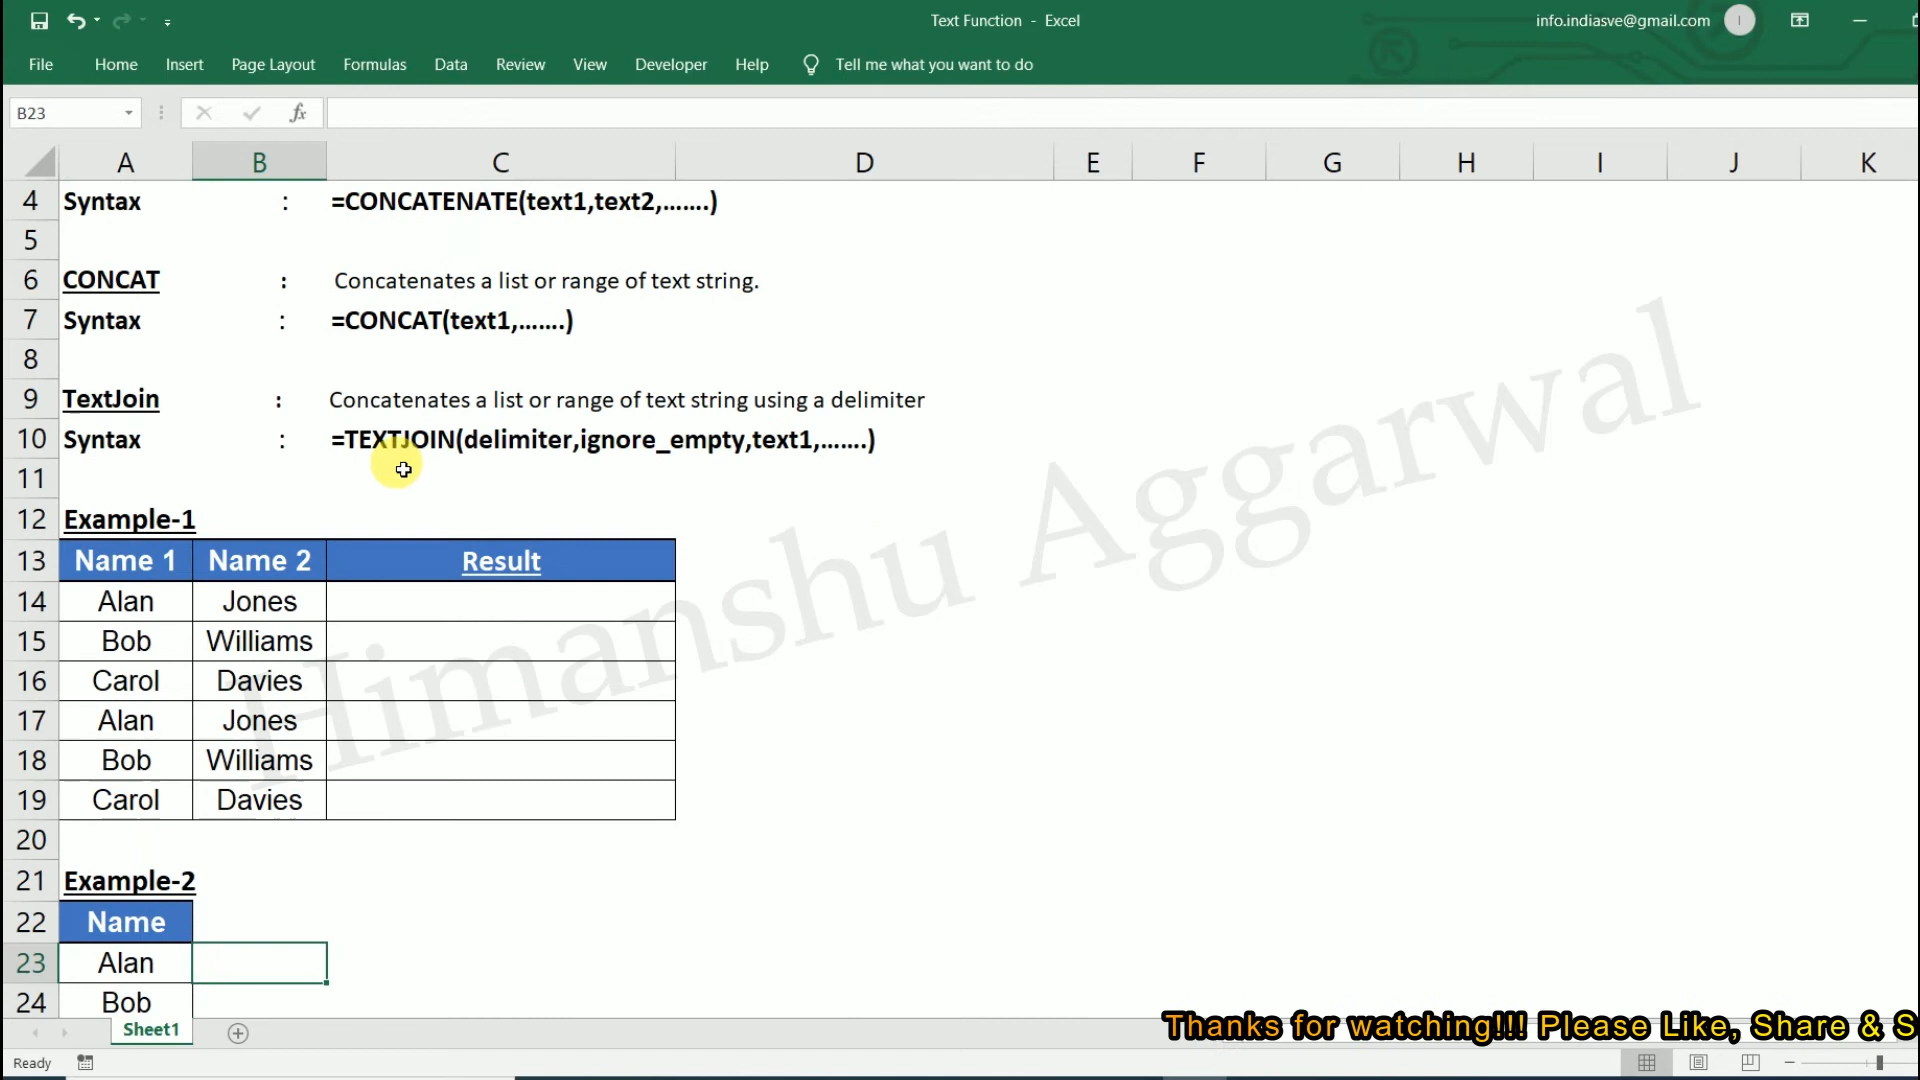 Text Function - Excel
info.indiasve@gmail.com
I
File Home Insert Page Layout Formulas Data Review View Developer Help Tell me what you want to do
B23
fx
A B C D E F G H I J K
4 Syntax : =CONCATENATE(text1,text2,.......)
5
6 CONCAT : Concatenates a list or range of text string.
7 Syntax : =CONCAT(text1,.......)
8
9 TextJoin : Concatenates a list or range of text string using a delimiter
10 Syntax : =TEXTJOIN(delimiter,ignore_empty,text1,.......)
11
12 Example-1
13 Name 1 Name 2 Result
14 Alan Jones
15 Bob Williams
16 Carol Davies
17 Alan Jones
18 Bob Williams
19 Carol Davies
20
21 Example-2
22 Name
23 Alan
24 Bob
Himanshu Aggarwal
Sheet1
Thanks for watching!!! Please Like, Share & S
Ready